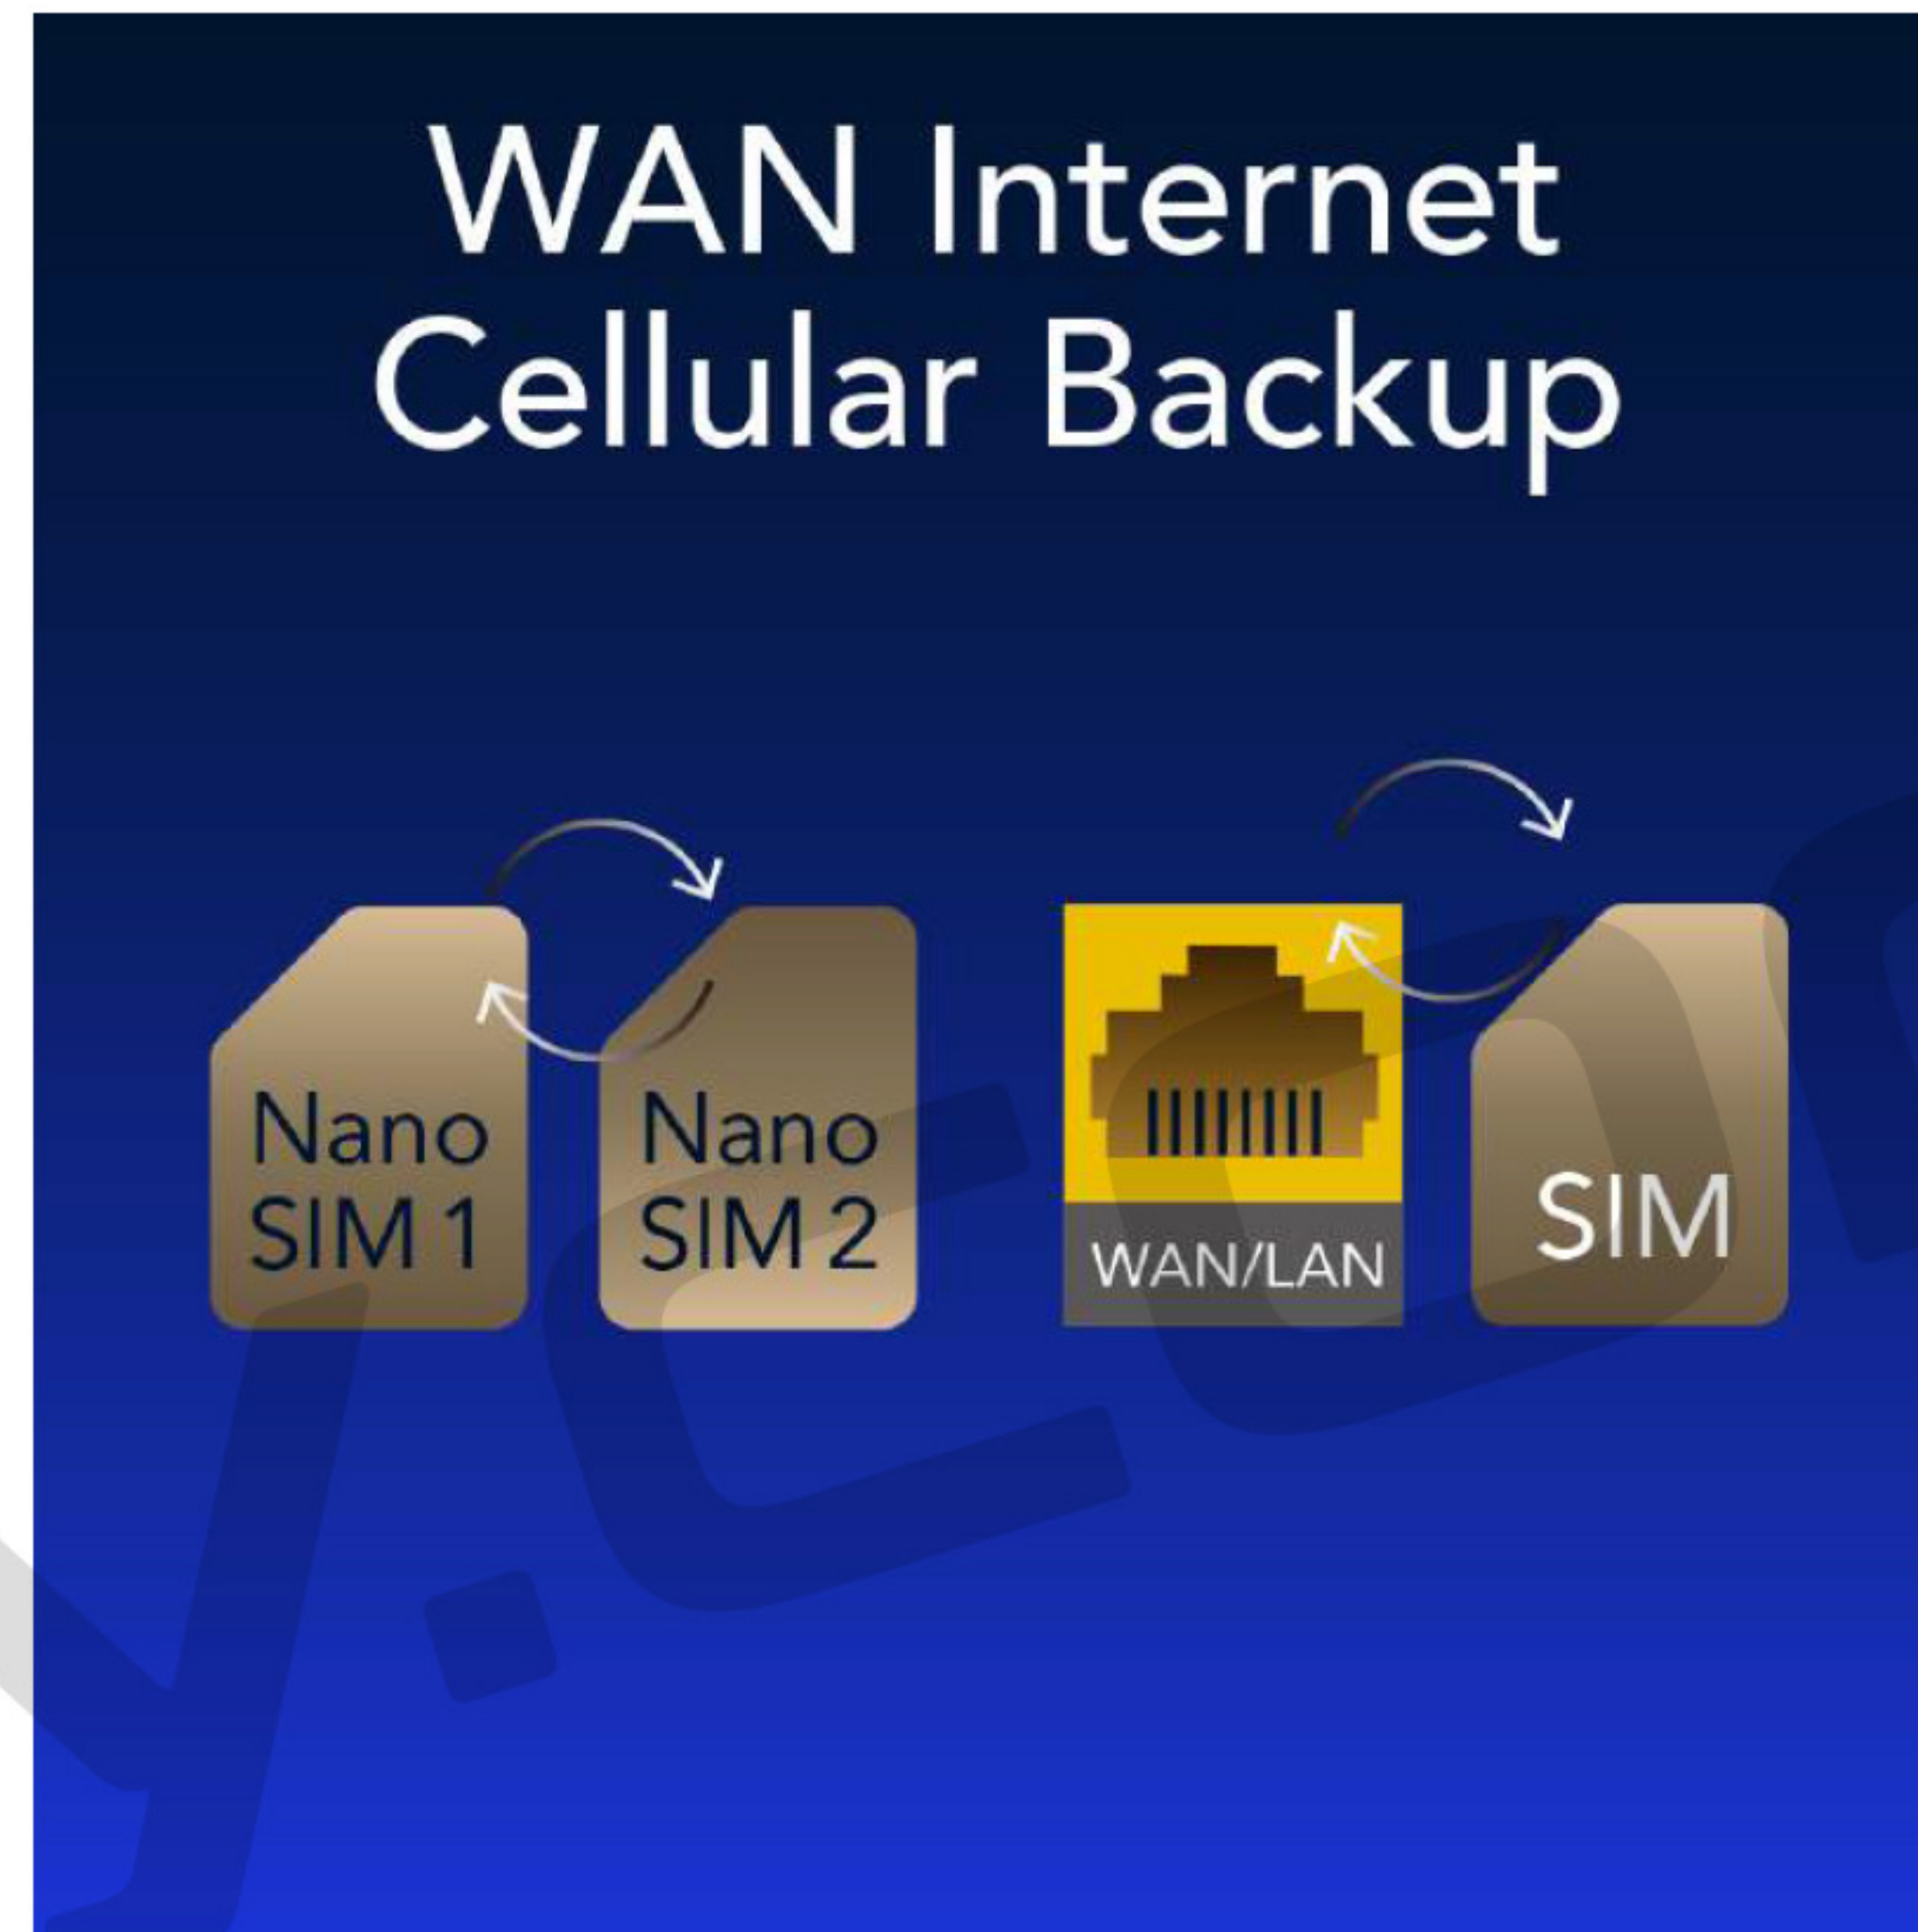 WAN Internet
Cellular Backup
Nano
SIM 1
Nano
SIM 2
WAN/LAN
SIM